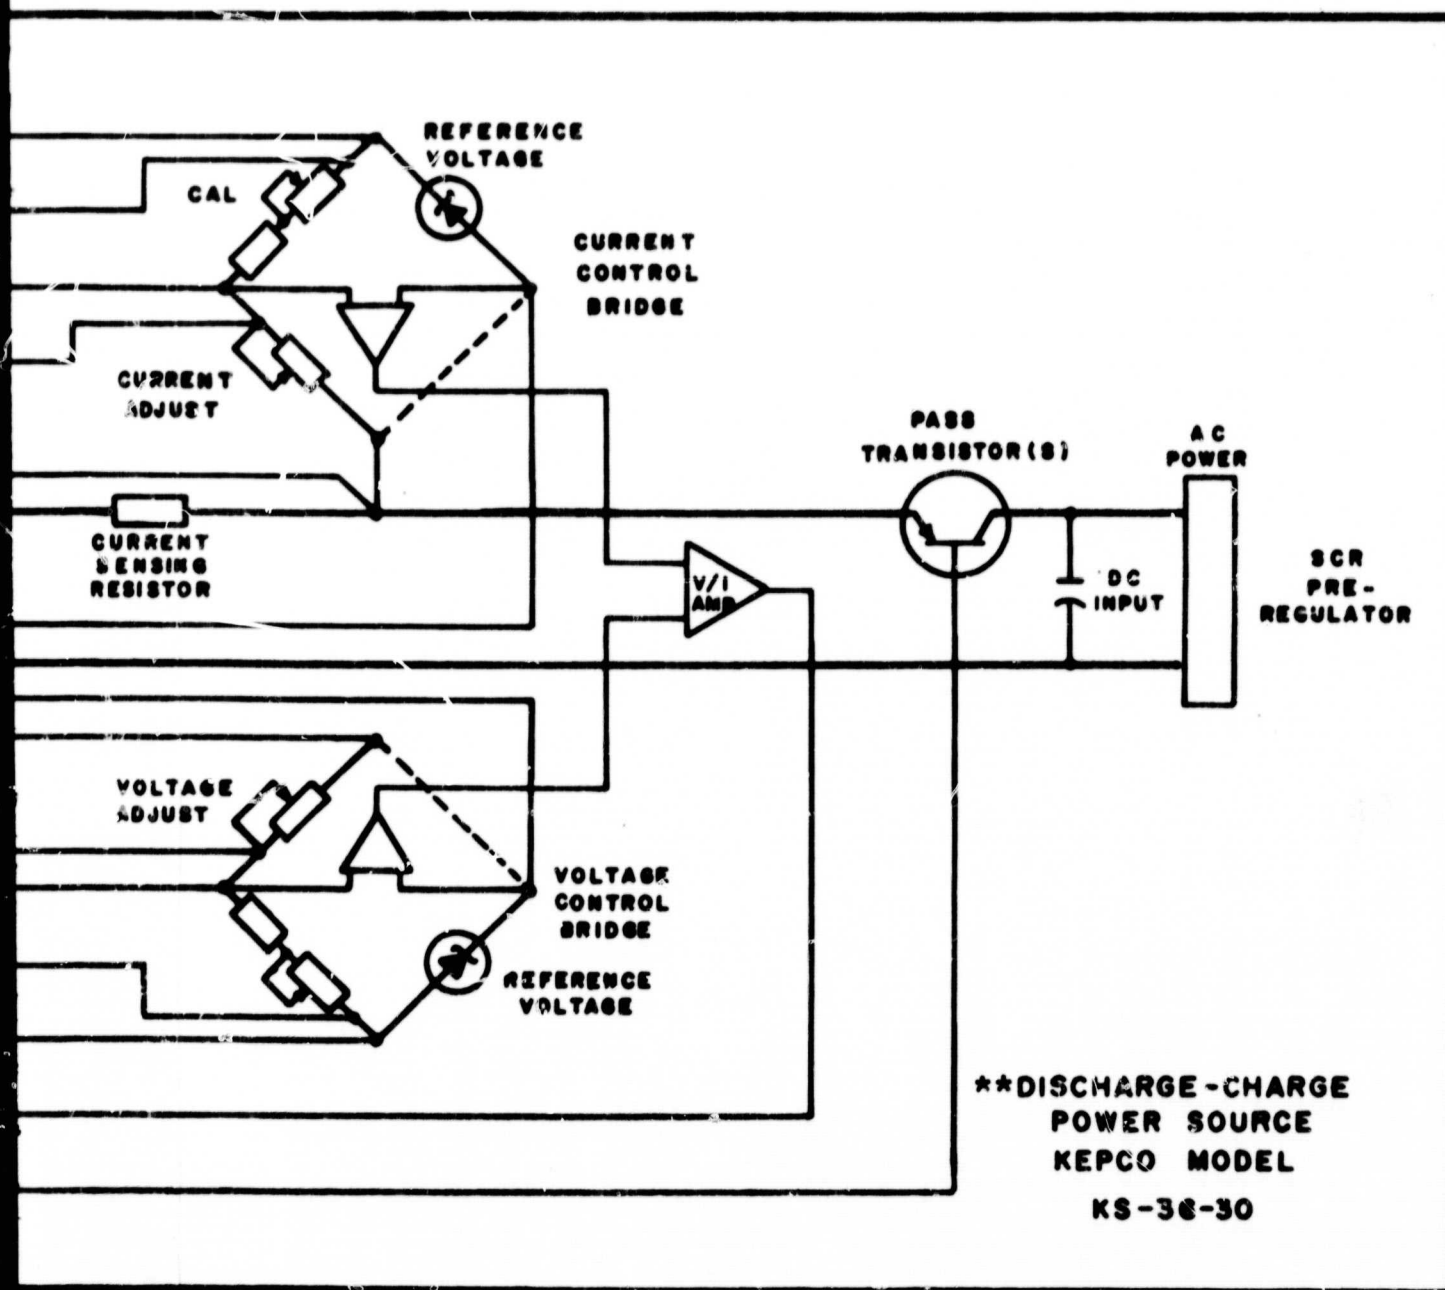 REFERENCE
VOLTAGE
CAL
CURRENT
CONTROL
BRIDGE
CURRENT
ADJUST
PASS
TRANSISTOR(S)
AC
POWER
CURRENT
SENSING
RESISTOR
V/I
AMP
DC
INPUT
SCR
PRE-
REGULATOR
VOLTAGE
ADJUST
VOLTAGE
CONTROL
BRIDGE
REFERENCE
VOLTAGE
**DISCHARGE-CHARGE
POWER SOURCE
KEPCO MODEL
KS-36-30